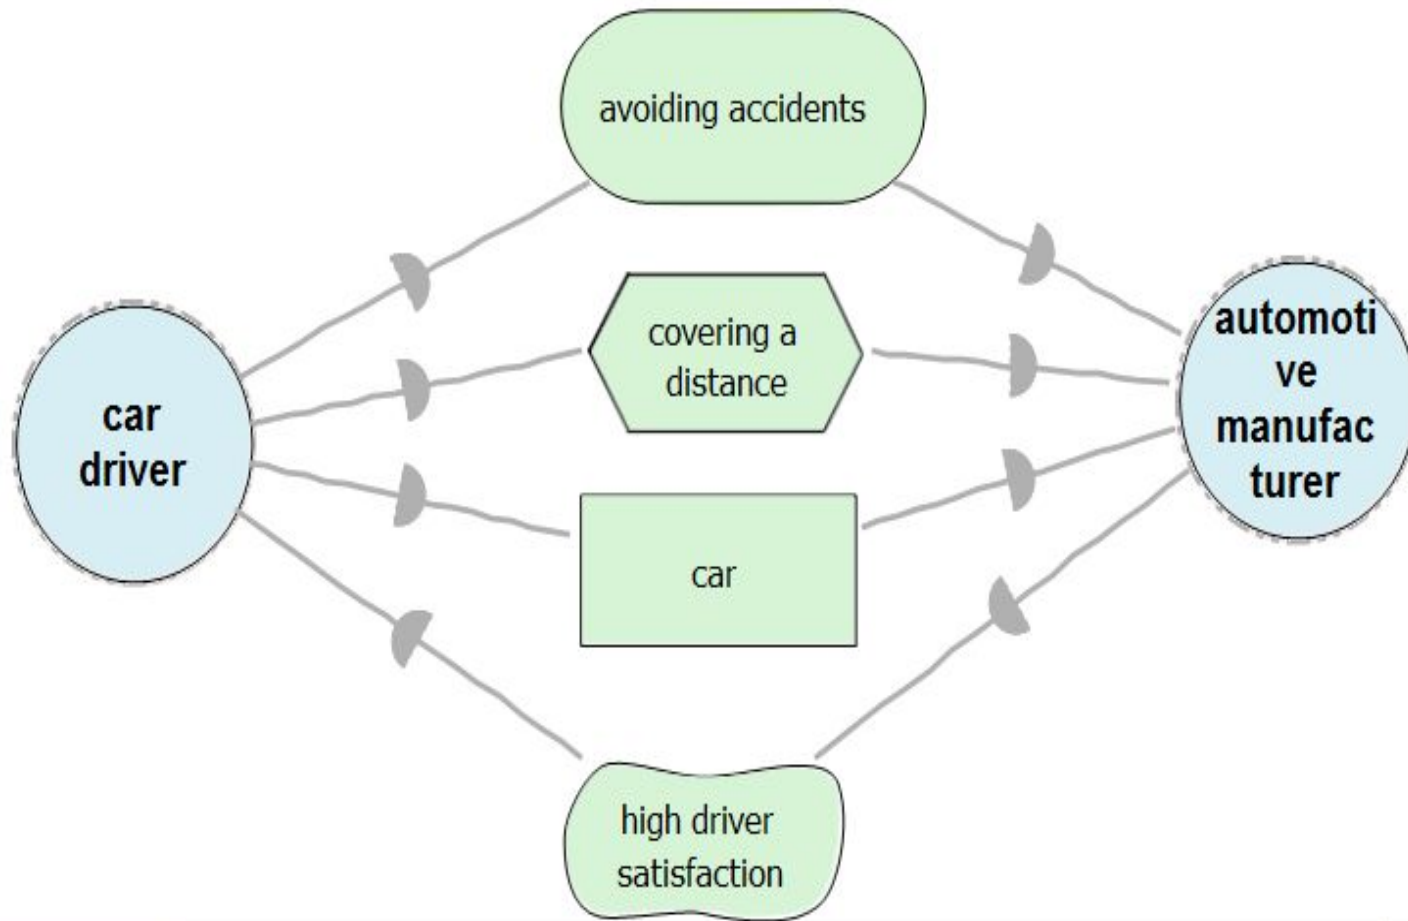 avoiding accidents
covering a
distance
car
driver
automoti
ve
manufac
turer
car
high driver
satisfaction